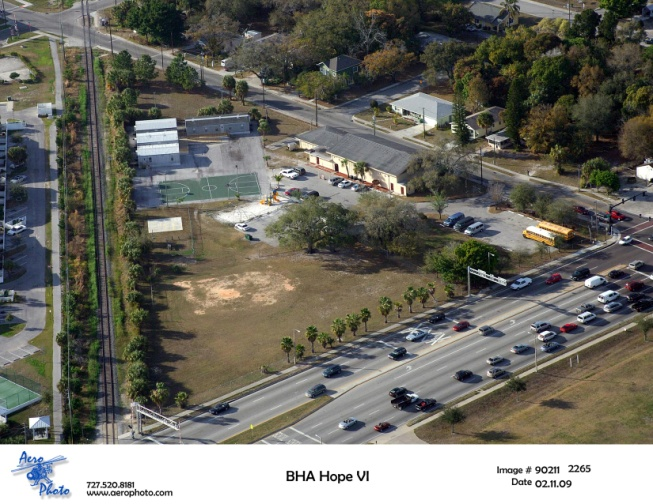 Aero
Photo
727.520.8181
www.aerophoto.com
BHA Hope VI
Image # 90211 2265
Date 02.11.09